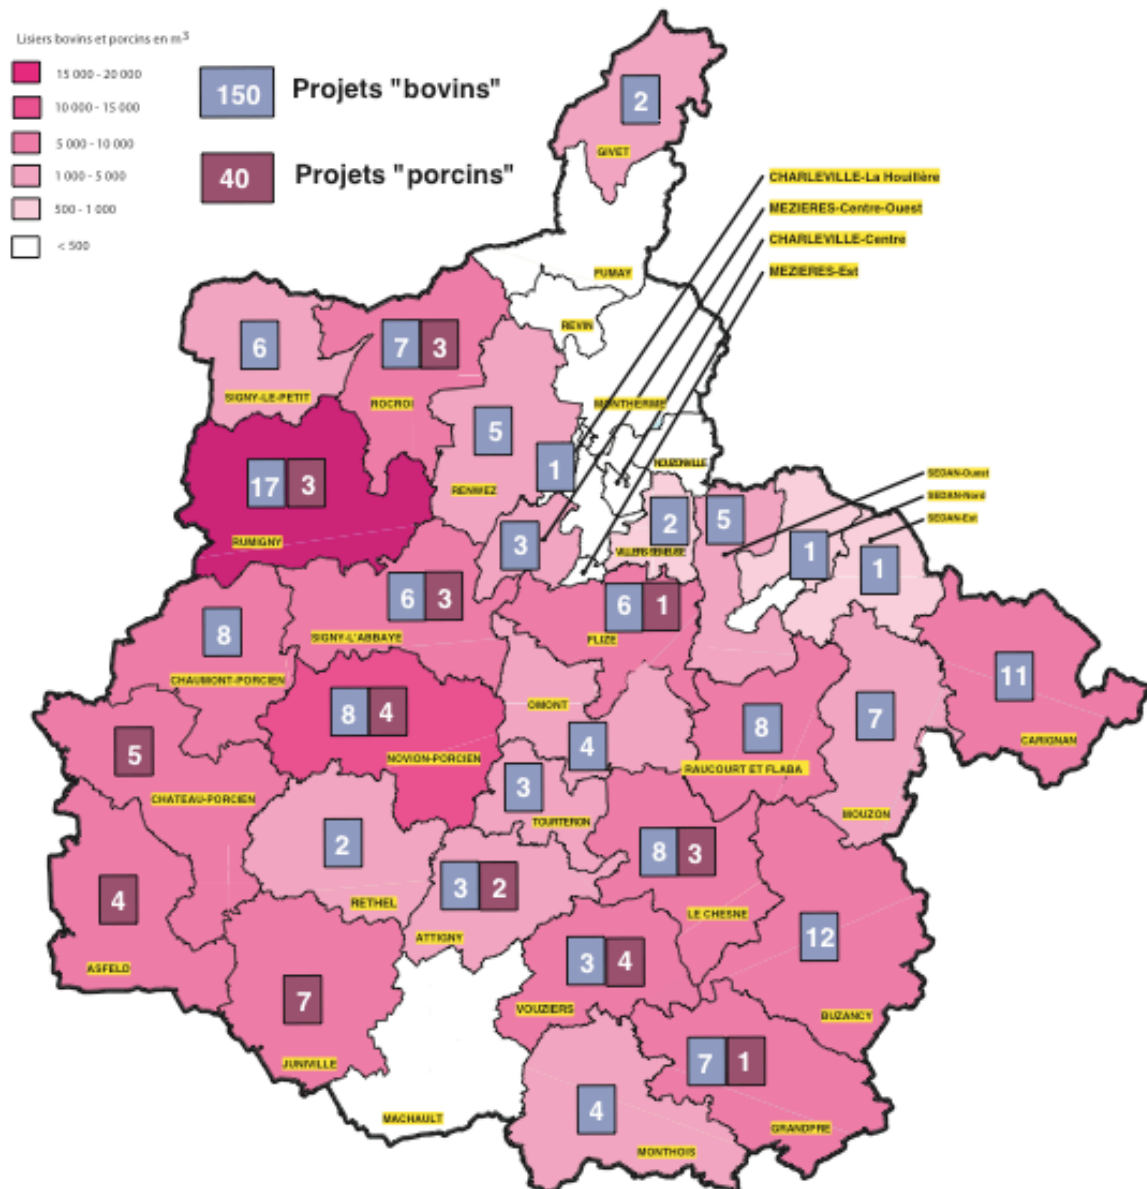 Lisiers bovins et porcins en m3
15 000 - 20 000
10 000 - 15 000
5 000 - 10 000
1 000 - 5 000
500 - 1 000
< 500
150 Projets "bovins"
40 Projets "porcins"
2
GIVET
CHARLEVILLE-La Houillère
MEZIERES-Centre-Ouest
CHARLEVILLE-Centre
MEZIERES-Est
FUMAY
REVIN
6
7 3
SIGNY-LE-PETIT
ROCROI
MONTHERME
5
1
NOUZONVILLE
17 3
RENWEZ
SEDAN-Ouest
SEDAN-Nord
SEDAN-Est
2
5
RUMIGNY
3
VILLERS-SEMEUSE
1
1
6 3
6 1
8
SIGNY-L'ABBAYE
FLIZE
CHAUMONT-PORCIEN
11
OMONT
8 4
8
7
5
4
NOVION-PORCIEN
RAUCOURT ET FLABA
CARIGNAN
CHATEAU-PORCIEN
3
TOURTERON
MOUZON
2
8 3
4
3 2
RETHEL
LE CHESNE
ATTIGNY
12
3 4
ASFELD
7
VOUZIERS
BUZANCY
JUNIVILLE
7 1
MACHAULT
4
GRANDPRE
MONTHOIS